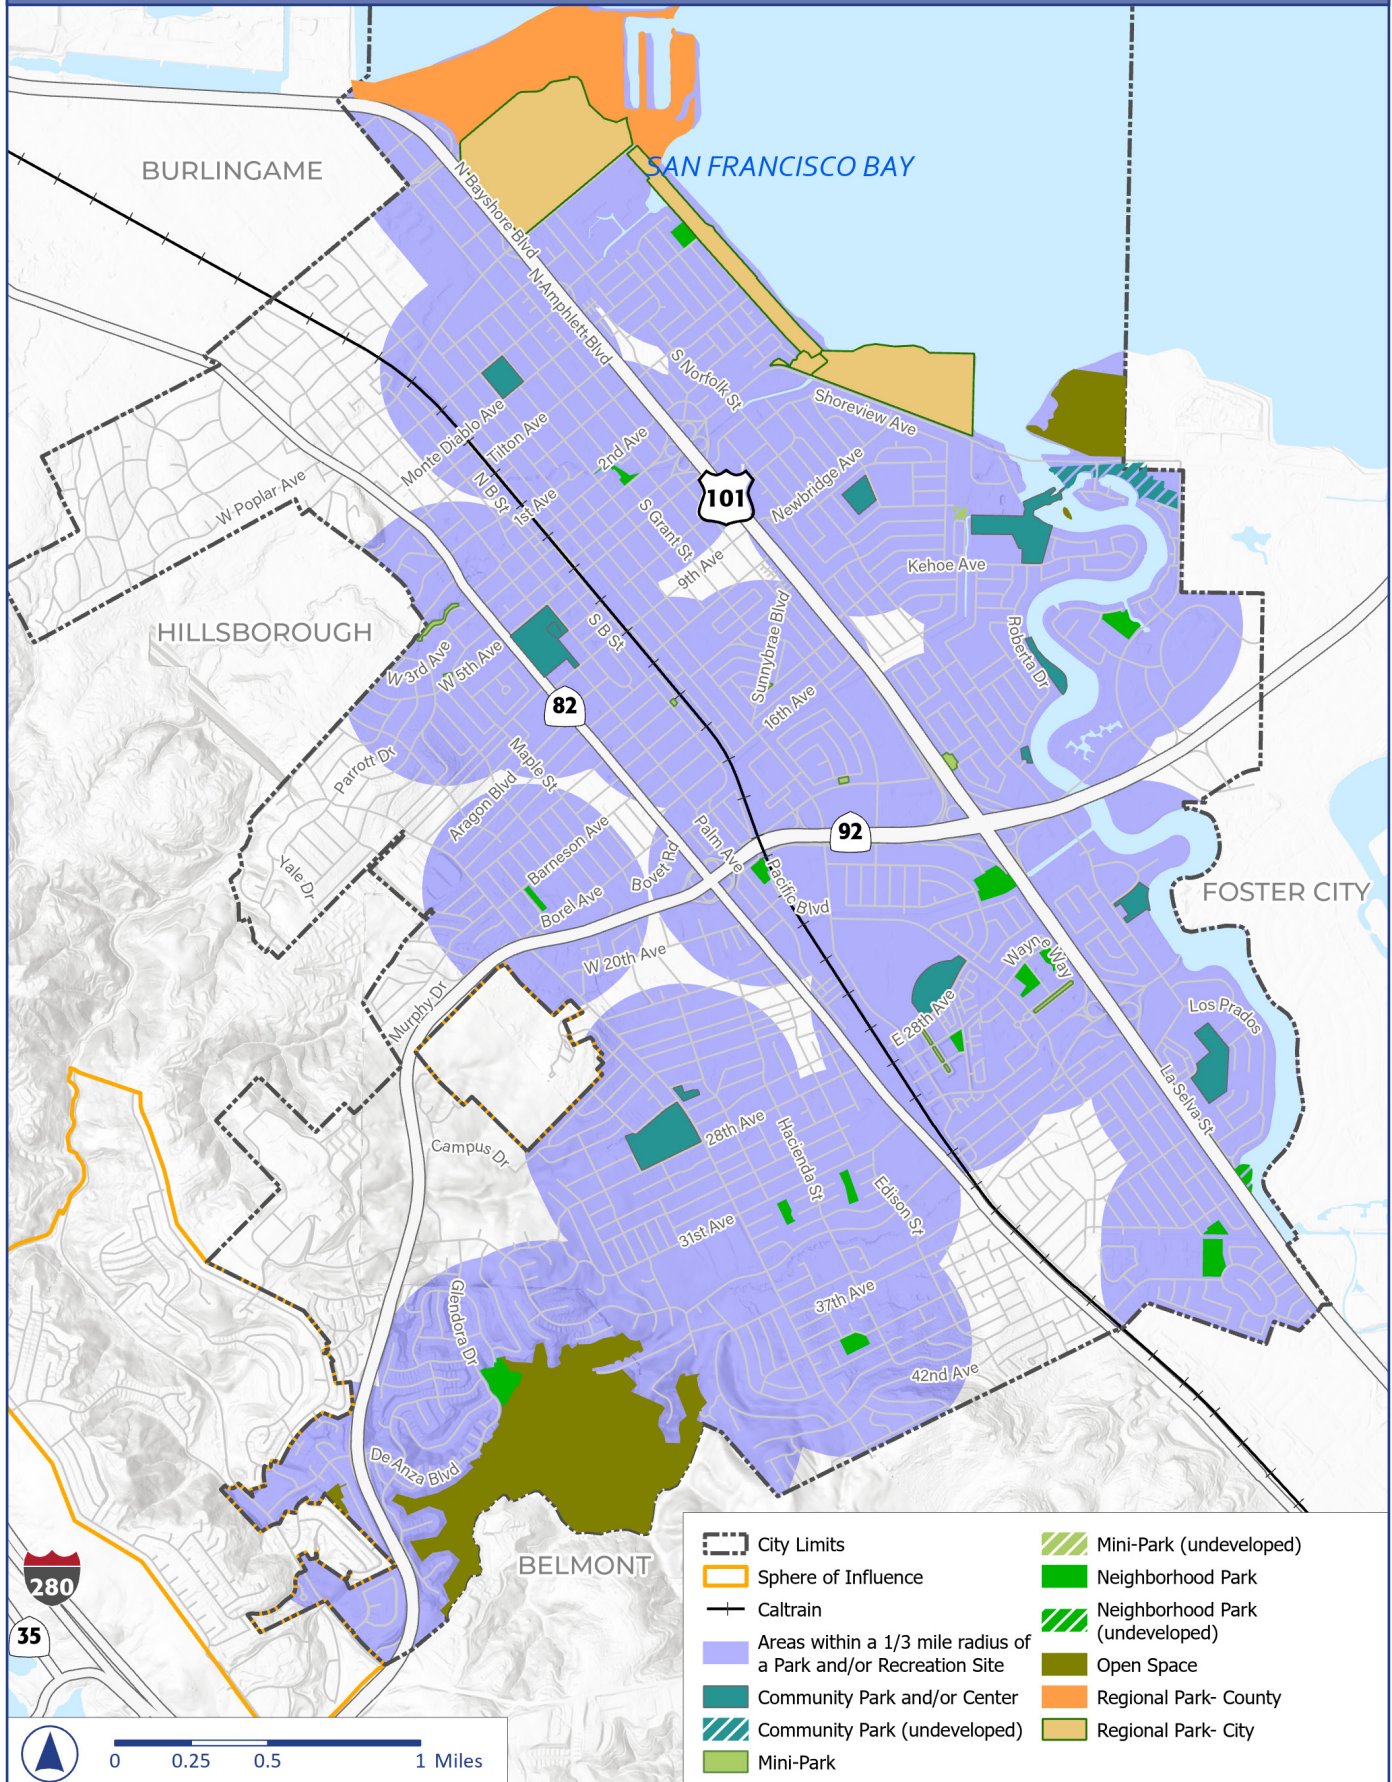 BURLINGAME
SAN FRANCISCO BAY
N Bayshore Blvd
N Amphlett Blvd
S Norfolk St
Shoreview Ave
Monte Diablo Ave
Tilton Ave
2nd Ave
N B St
1st Ave
101
Newbridge Ave
W Poplar Ave
S Grant St
9th Ave
Kehoe Ave
HILLSBOROUGH
W 3rd Ave
W 5th Ave
S B St
Sunnybrae Blvd
Roberta Dr
82
16th Ave
Parrott Dr
Maple St
Aragon Blvd
Barneson Ave
Palm Ave
92
Yale Dr
Bovet Rd
Borel Ave
Pacific Blvd
FOSTER CITY
W 20th Ave
Wayne Way
Murphy Dr
E 28th Ave
Los Prados
La Selva St
Campus Dr
28th Ave
Hacienda St
Edison St
31st Ave
Glendora Dr
37th Ave
42nd Ave
De Anza Blvd
BELMONT
280
35
0 0.25 0.5 1 Miles
City Limits
Sphere of Influence
Caltrain
Areas within a 1/3 mile radius of
a Park and/or Recreation Site
Community Park and/or Center
Community Park (undeveloped)
Mini-Park
Mini-Park (undeveloped)
Neighborhood Park
Neighborhood Park
(undeveloped)
Open Space
Regional Park- County
Regional Park- City